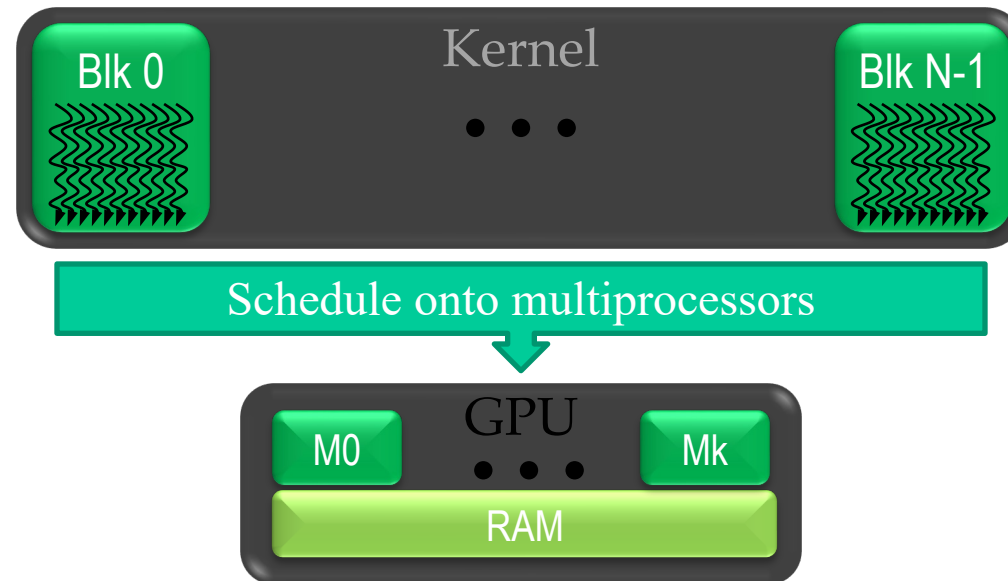 Kernel
Blk 0
Blk N-1
• • •
Schedule onto multiprocessors
GPU
M0
• • •
Mk
RAM